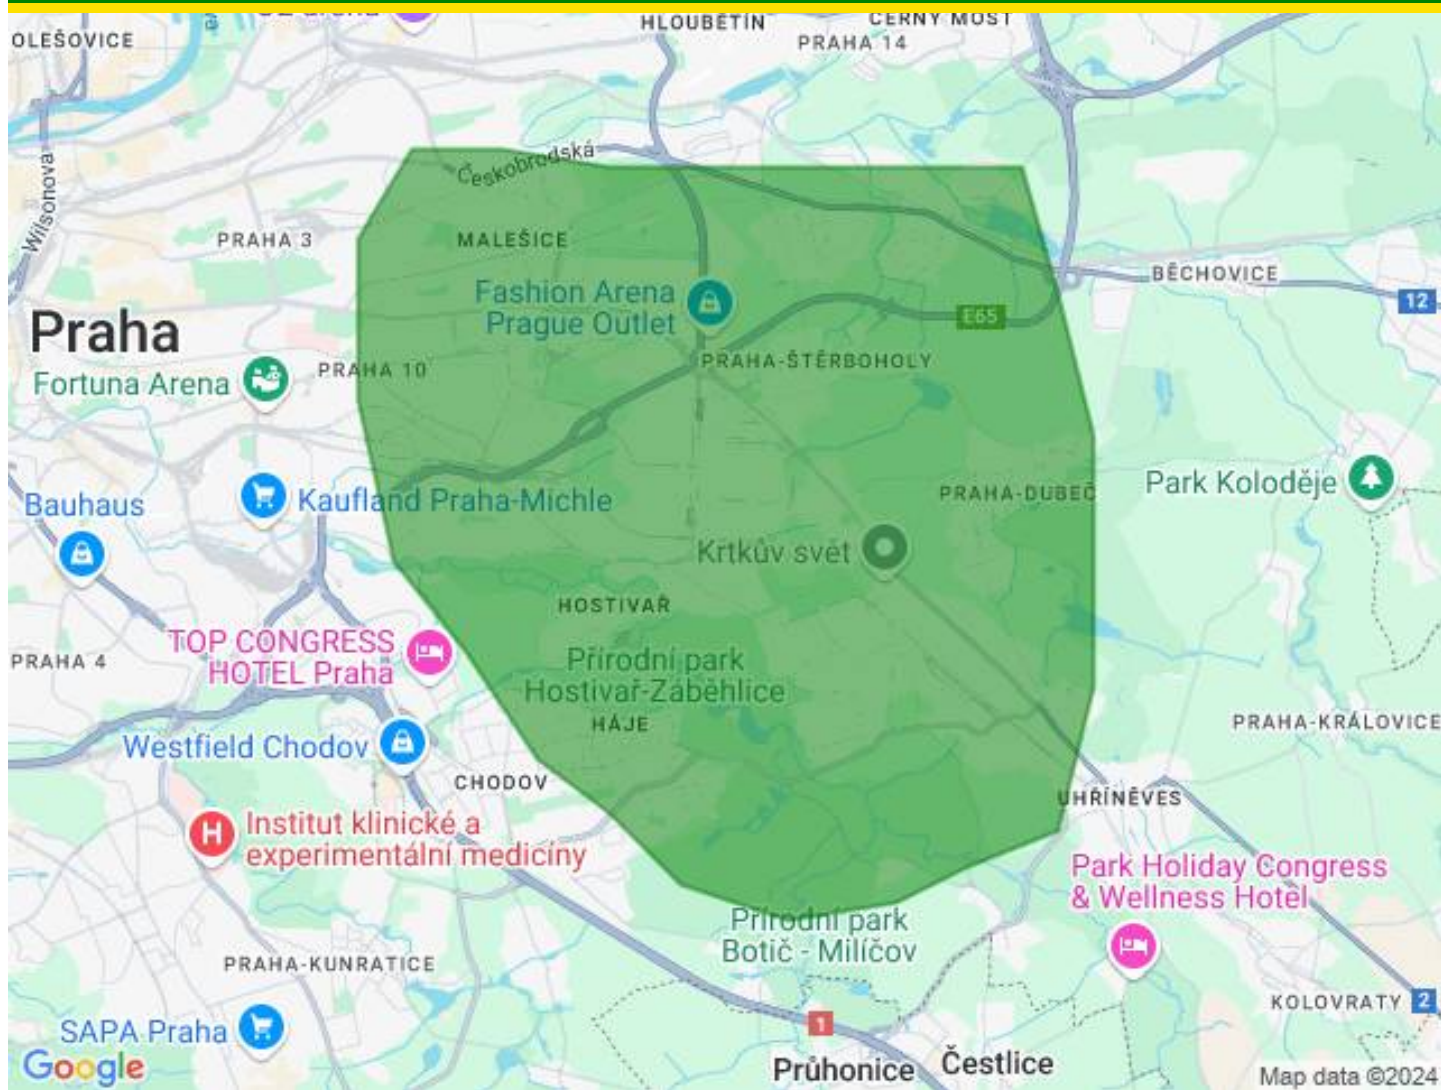 HLOUBĚTÍN
ČERNÝ MOST
OLEŠOVICE
PRAHA 14
Českobrodská
Wilsonova
PRAHA 3
MALEŠICE
BĚCHOVICE
Fashion Arena
Prague Outlet
12
E65
Praha
PRAHA 10
PRAHA-ŠTĚRBOHOLY
Fortuna Arena
Park Koloděje
PRAHA-DUBEČ
Bauhaus
Kaufland Praha-Michle
Krtkův svět
HOSTIVAŘ
TOP CONGRESS
HOTEL Praha
PRAHA 4
Přírodní park
Hostivař-Záběhlice
HÁJE
PRAHA-KRÁLOVICE
Westfield Chodov
CHODOV
UHŘÍNĚVES
H
Institut klinické a
experimentální medicíny
Park Holiday Congress
& Wellness Hotel
Přírodní park
Botič - Milíčov
PRAHA-KUNRATICE
KOLOVRATY
2
SAPA Praha
1
Průhonice
Čestlice
Google
Map data ©2024